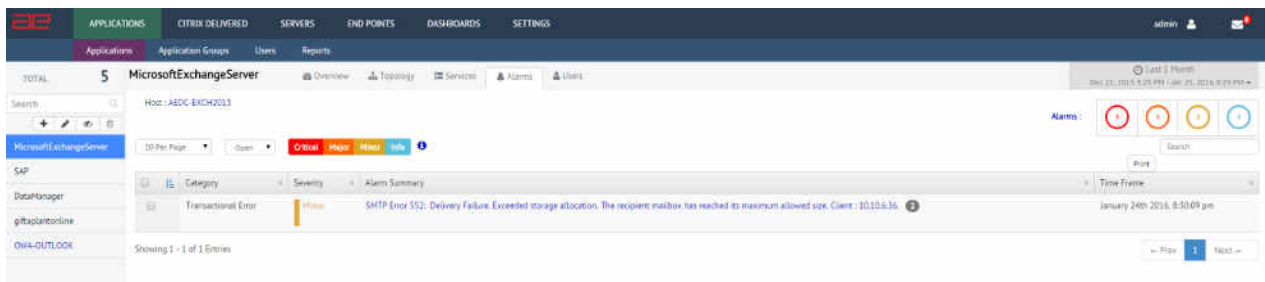 ae
APPLICATIONS CITRIX DELIVERED SERVERS END POINTS DASHBOARDS SETTINGS admin
Applications Application Groups Users Reports
TOTAL 5 MicrosoftExchangeServer Overview Topology Services Alarms Users
Last 1 Month
Search
Host : AEDC-EXCH2013
Alarms :
MicrosoftExchangeServer 10 Per Page Open Critical Major Minor Info Search
Print
SAP
Category Severity Alarm Summary Time Frame
DataManager
Transactional Error Minor SMTP Error 552: Delivery Failure. Exceeded storage allocation. The recipient mailbox has reached its maximum allowed size. Client : 10.10.6.36. January 24th 2016, 8:50:09 pm
giftaplantonline
OWA-OUTLOOK
Showing 1 - 1 of 1 Entries ← Prev 1 Next →